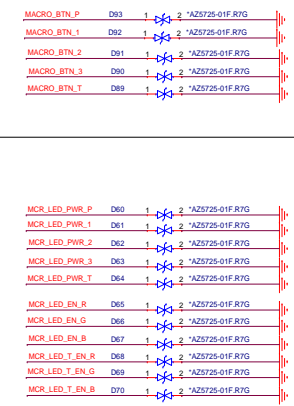 MACRO_BTN_P D93 1 2 *AZ5725-01F.R7G
MACRO_BTN_1 D92 1 2 *AZ5725-01F.R7G
MACRO_BTN_2 D91 1 2 *AZ5725-01F.R7G
MACRO_BTN_3 D90 1 2 *AZ5725-01F.R7G
MACRO_BTN_T D89 1 2 *AZ5725-01F.R7G
MCR_LED_PWR_P D60 1 2 *AZ5725-01F.R7G
MCR_LED_PWR_1 D61 1 2 *AZ5725-01F.R7G
MCR_LED_PWR_2 D62 1 2 *AZ5725-01F.R7G
MCR_LED_PWR_3 D63 1 2 *AZ5725-01F.R7G
MCR_LED_PWR_T D64 1 2 *AZ5725-01F.R7G
MCR_LED_EN_R D65 1 2 *AZ5725-01F.R7G
MCR_LED_EN_G D66 1 2 *AZ5725-01F.R7G
MCR_LED_EN_B D67 1 2 *AZ5725-01F.R7G
MCR_LED_T_EN_R D68 1 2 *AZ5725-01F.R7G
MCR_LED_T_EN_G D69 1 2 *AZ5725-01F.R7G
MCR_LED_T_EN_B D70 1 2 *AZ5725-01F.R7G